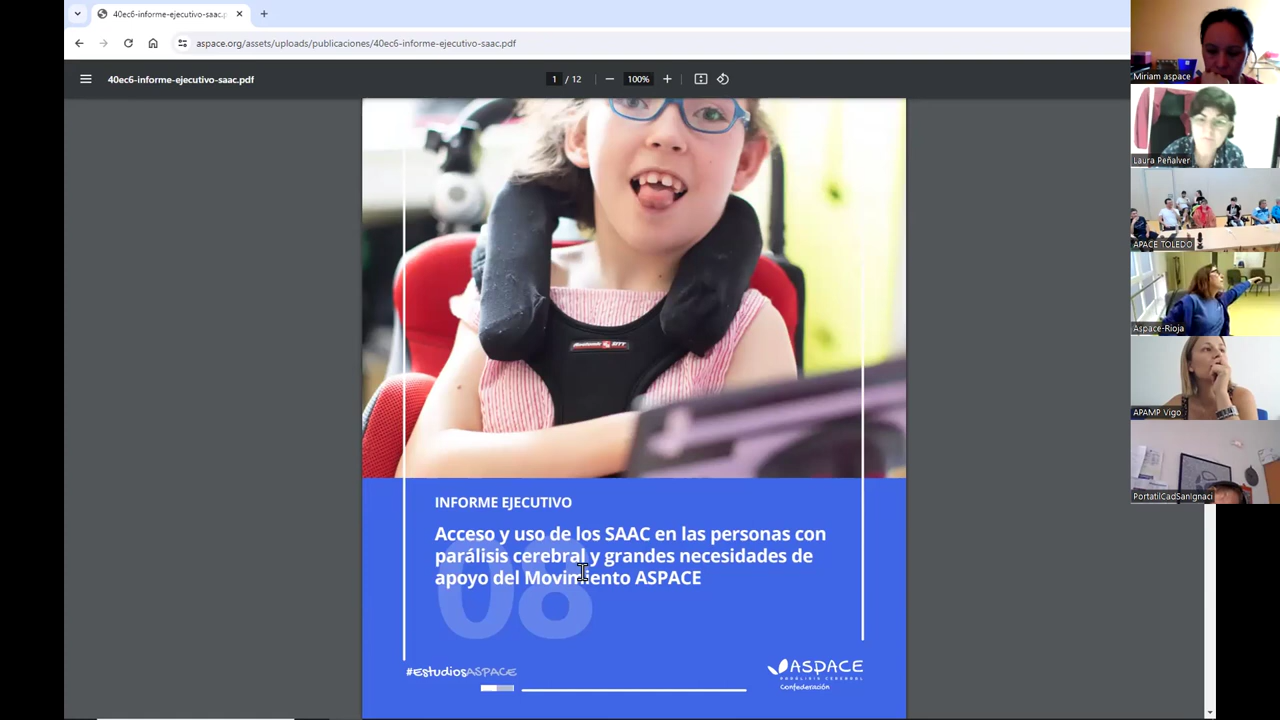 40ec6-informe-ejecutivo-saac.p
aspace.org/assets/uploads/publicaciones/40ec6-informe-ejecutivo-saac.pdf
40ec6-informe-ejecutivo-saac.pdf
1 / 12
100%
INFORME EJECUTIVO
Acceso y uso de los SAAC en las personas con
parálisis cerebral y grandes necesidades de
apoyo del Movimiento ASPACE
08
#EstudiosASPACE
ASPACE
PARÁLISIS CEREBRAL
Confederación
Miriam aspace
Laura Peñalver
APACE TOLEDO
Aspace-Rioja
APAMP Vigo
PortatilCadSanIgnaci